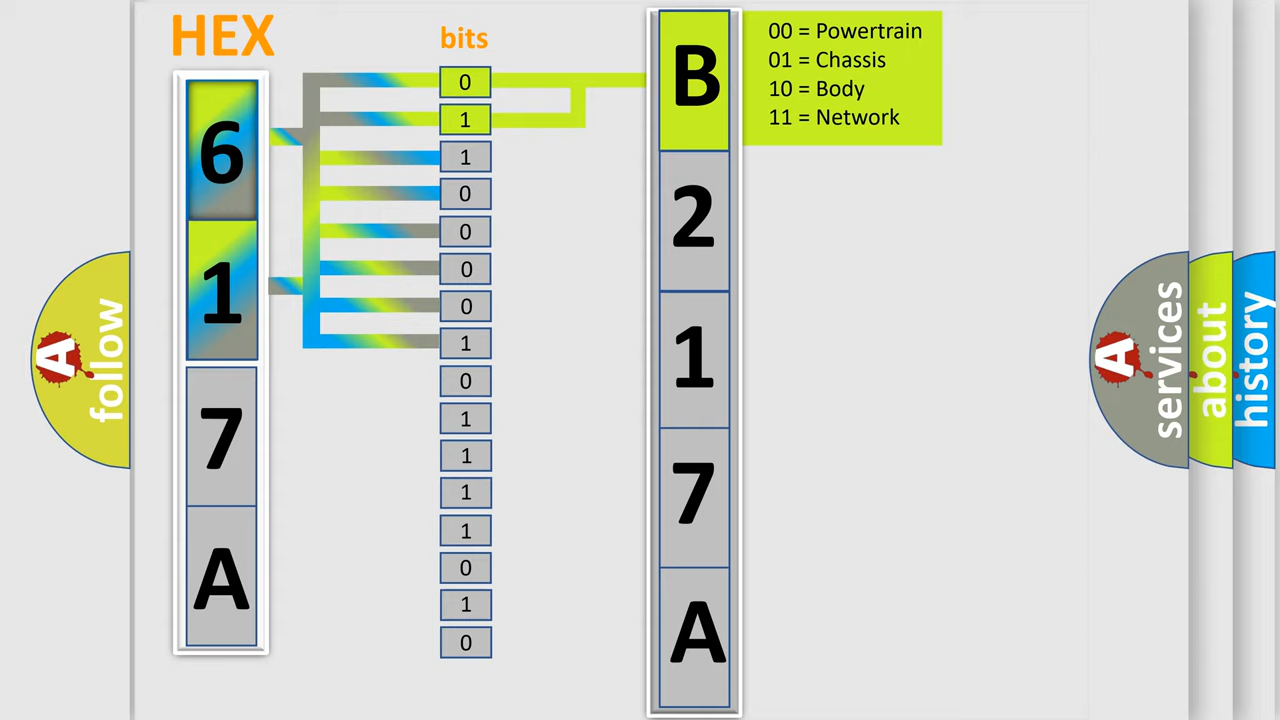 HEX
bits
6
1
7
A
0
1
1
0
0
0
0
1
0
1
1
1
1
0
1
0
B
2
1
7
A
00 = Powertrain
01 = Chassis
10 = Body
11 = Network
A
follow
A
services
about
history